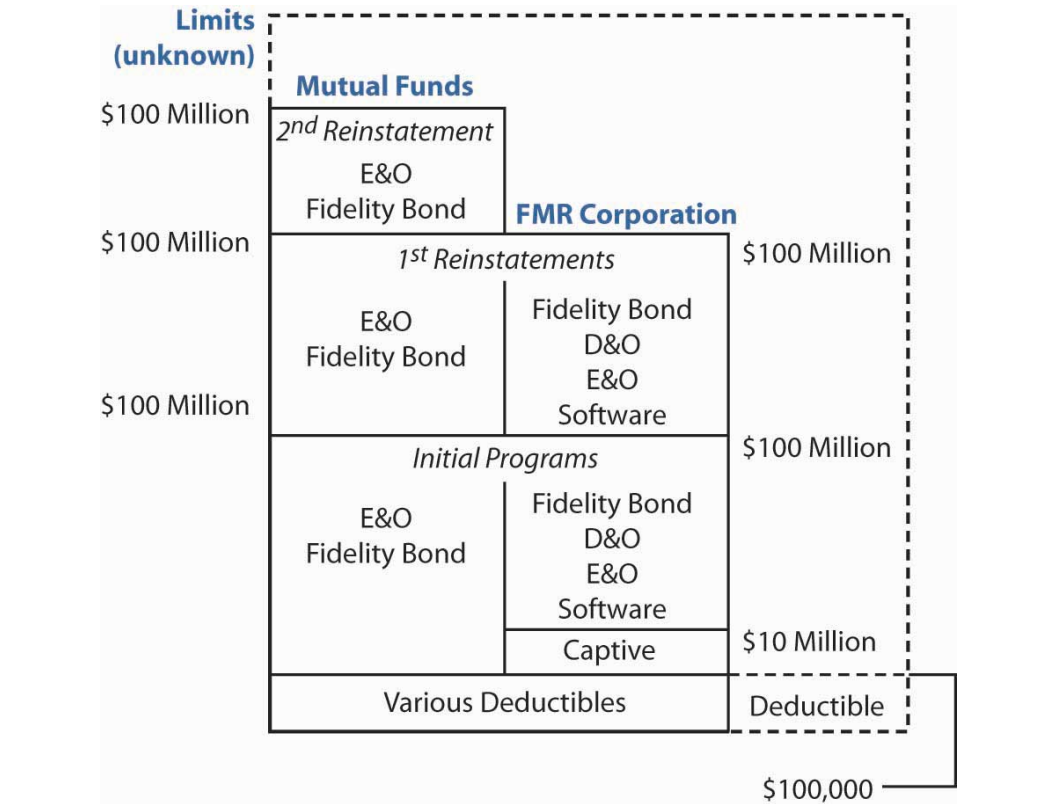 Limits
(unknown)
Mutual Funds
$100 Million
2nd Reinstatement
E&O
Fidelity Bond
FMR Corporation
$100 Million
1st Reinstatements
$100 Million
E&O
Fidelity Bond
Fidelity Bond
D&O
E&O
Software
$100 Million
Initial Programs
$100 Million
E&O
Fidelity Bond
Fidelity Bond
D&O
E&O
Software
Captive
$10 Million
Various Deductibles
Deductible
$100,000